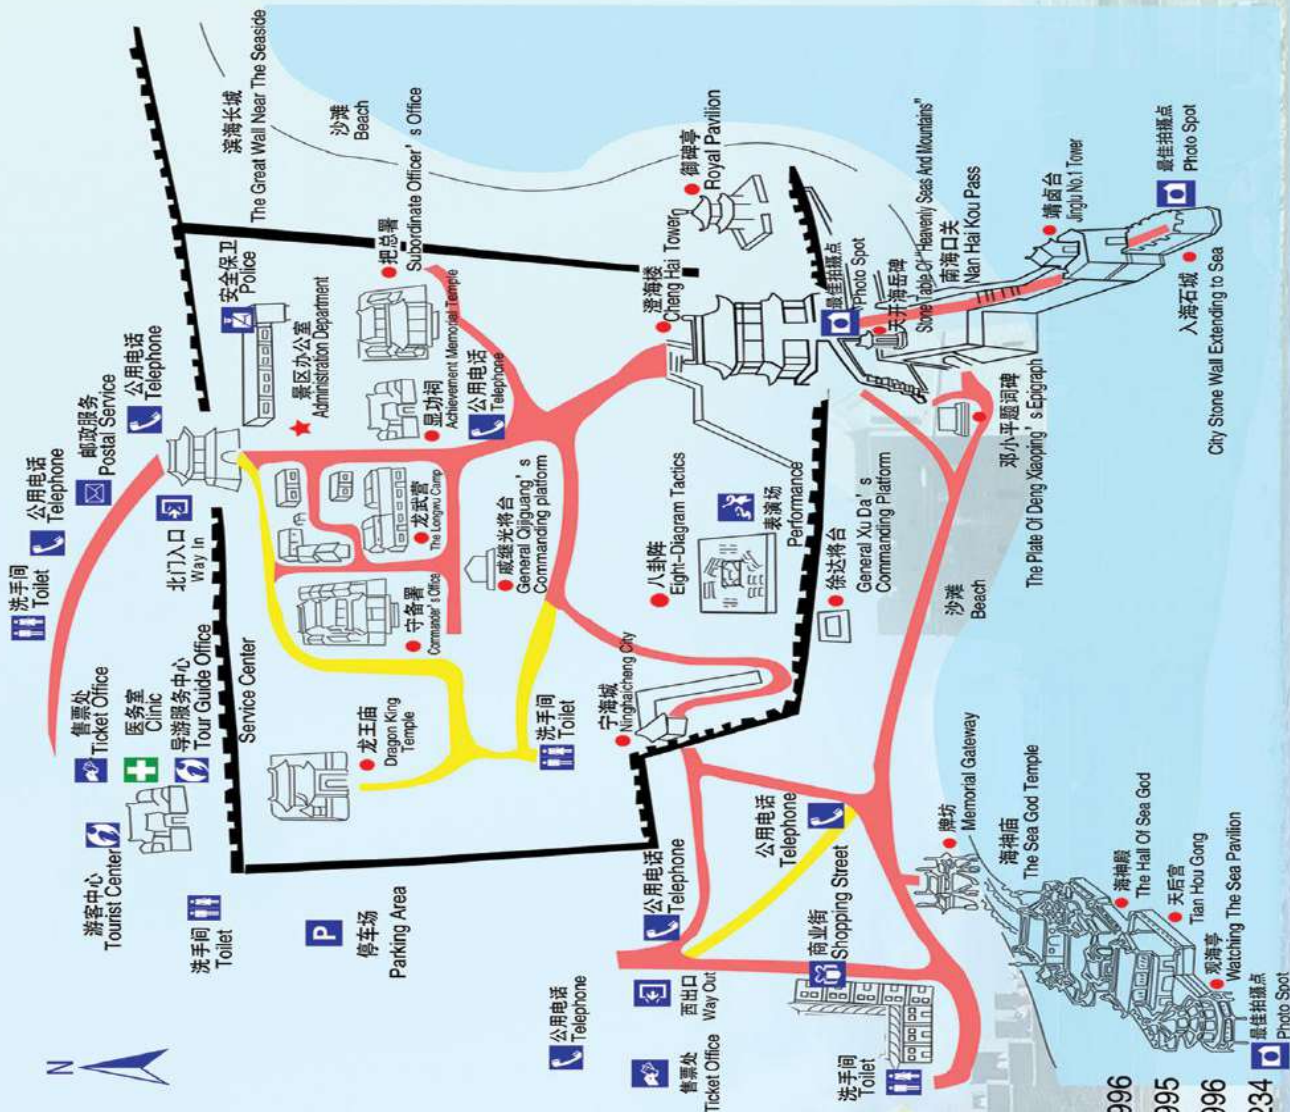 N
洗手间
Toilet
公用电话
Telephone
邮政服务
Postal Service
公用电话
Telephone
北门入口
Way In
售票处
Ticket Office
医务室
Clinic
导游服务中心
Tour Guide Office
Service Center
游客中心
Tourist Center
洗手间
Toilet
P
停车场
Parking Area
滨海长城
The Great Wall Near The Seaside
沙滩
Beach
安全保卫
Police
景区办公室
Administration Department
把总署
Subordinate Officer's Office
显功祠
Achievement Memorial Temple
公用电话
Telephone
龙武营
The Longwu Camp
守备署
Commander's Office
戚继光将台
General Qijiguang's
Commanding platform
龙王庙
Dragon King
Temple
洗手间
Toilet
宁海城
Ninghaicheng City
八卦阵
Eight-Diagram Tactics
表演场
Performance
澄海楼
Cheng Hai Tower
御碑亭
Royal Pavilion
最佳拍摄点
Photo Spot
天开海岳碑
Stone Table Of "Heavenly Seas And Mountains"
南海口关
Nan Hai Kou Pass
靖卤台
Jinglu No.1 Tower
最佳拍摄点
Photo Spot
入海石城
City Stone Wall Extending to Sea
徐达将台
General Xu Da's
Commanding Platform
邓小平题词碑
The Plate Of Deng Xiaoping's Epigraph
沙滩
Beach
公用电话
Telephone
公用电话
Telephone
公用电话
Telephone
西出口
Way Out
售票处
Ticket Office
商业街
Shopping Street
洗手间
Toilet
牌坊
Memorial Gateway
海神庙
The Sea God Temple
海神殿
The Hall Of Sea God
天后宫
Tian Hou Gong
观海亭
Watching The Sea Pavilion
最佳拍摄点
Photo Spot
996
995
996
234